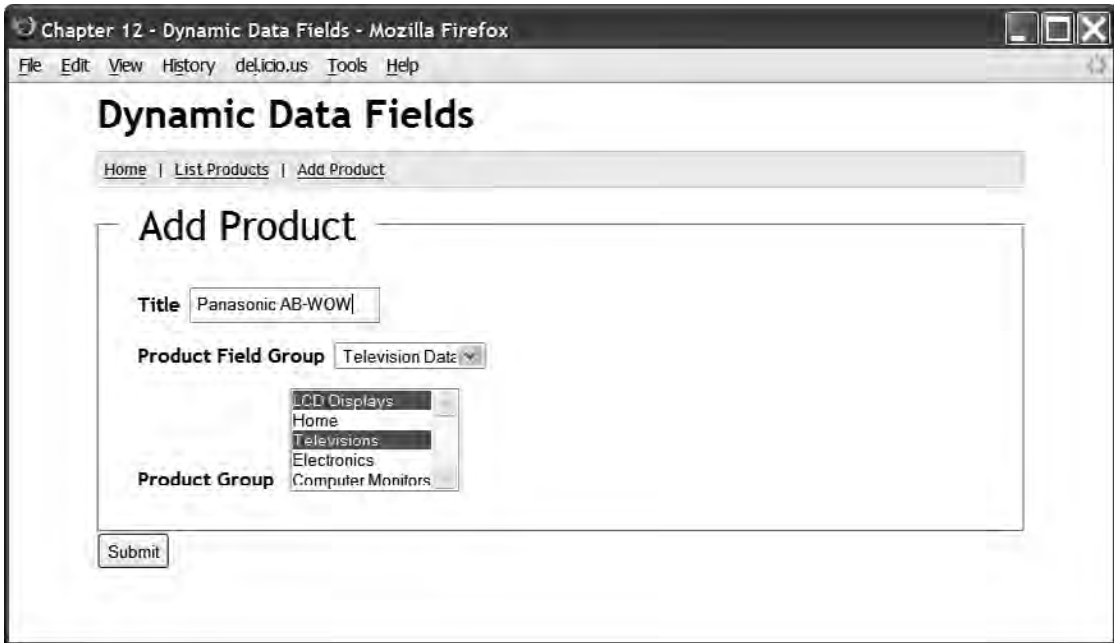 Chapter 12 - Dynamic Data Fields - Mozilla Firefox
File Edit View History del.icio.us Tools Help
Dynamic Data Fields
Home | List Products | Add Product
Add Product
Title Panasonic AB-WOW
Product Field Group Television Data
LCD Displays
Home
Televisions
Electronics
Product Group Computer Monitors
Submit